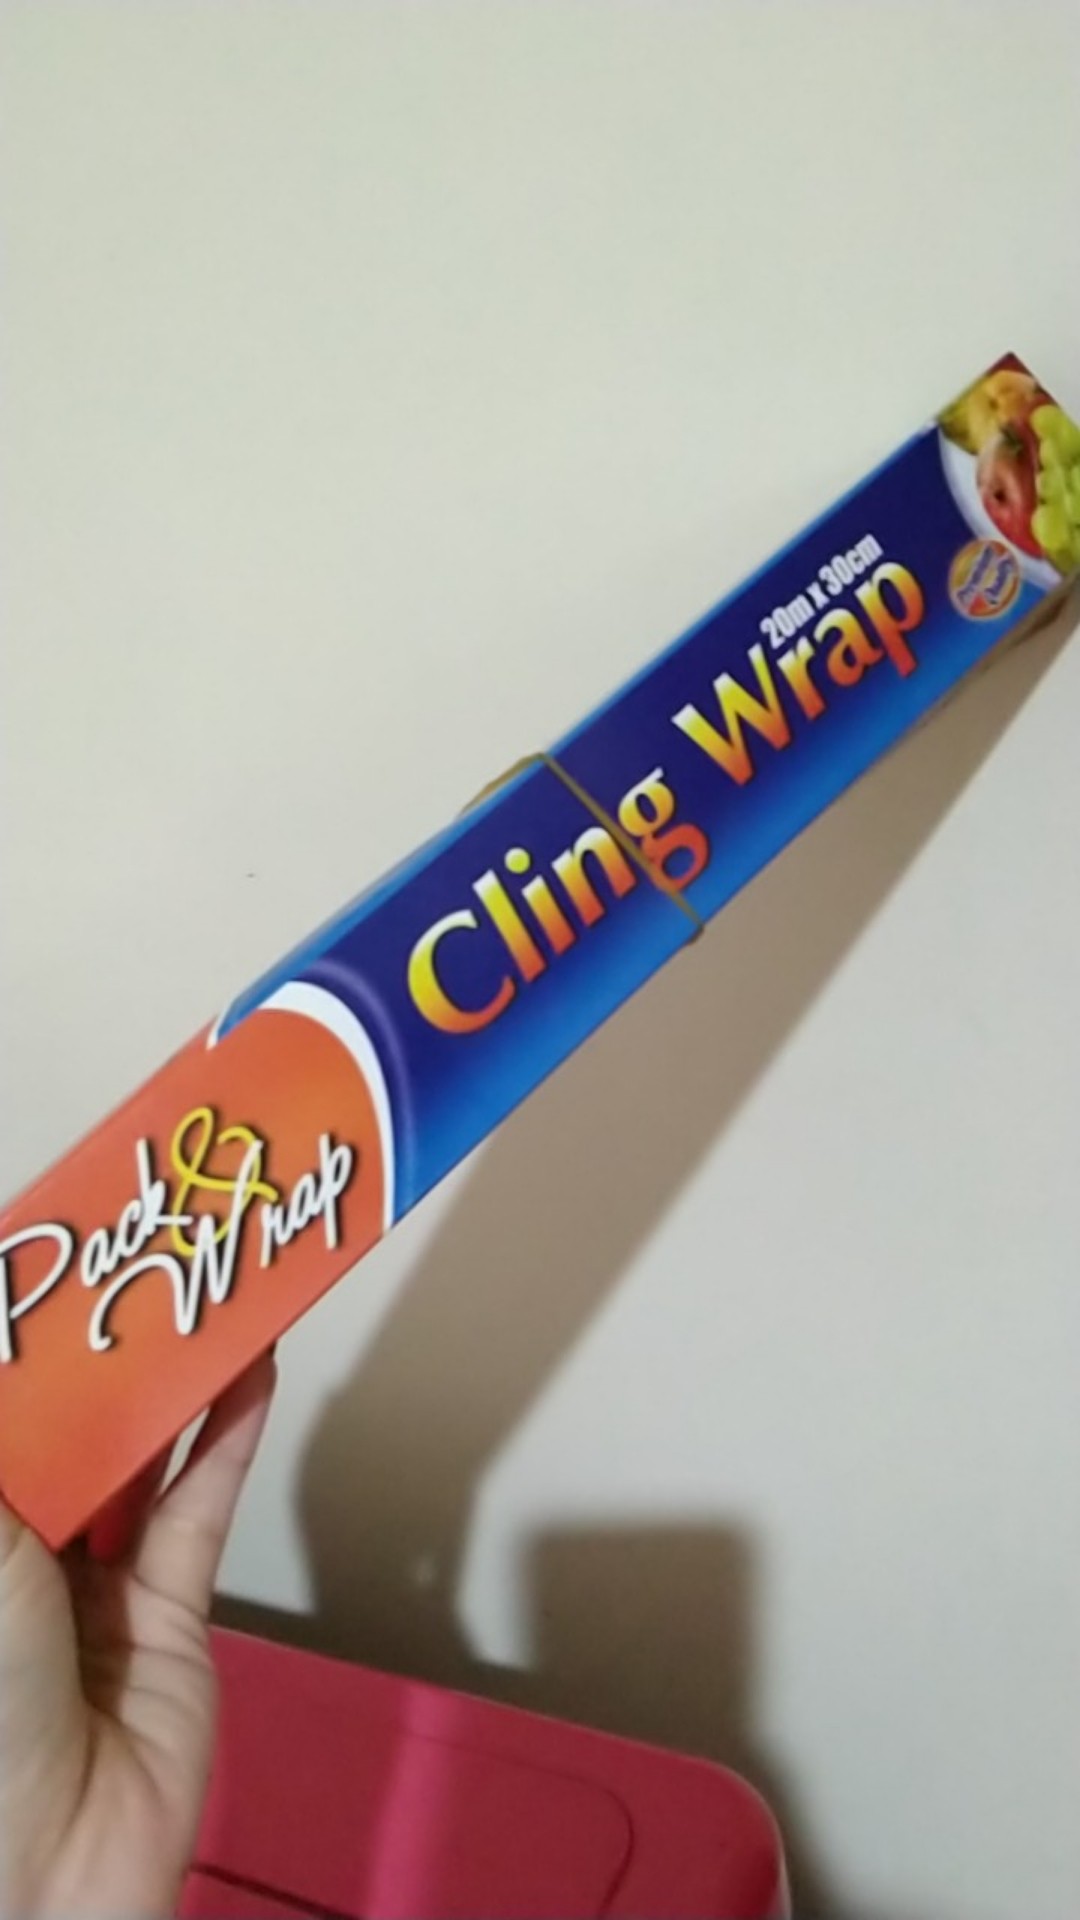 Pack &
Wrap
Cling Wrap
20m x 30cm